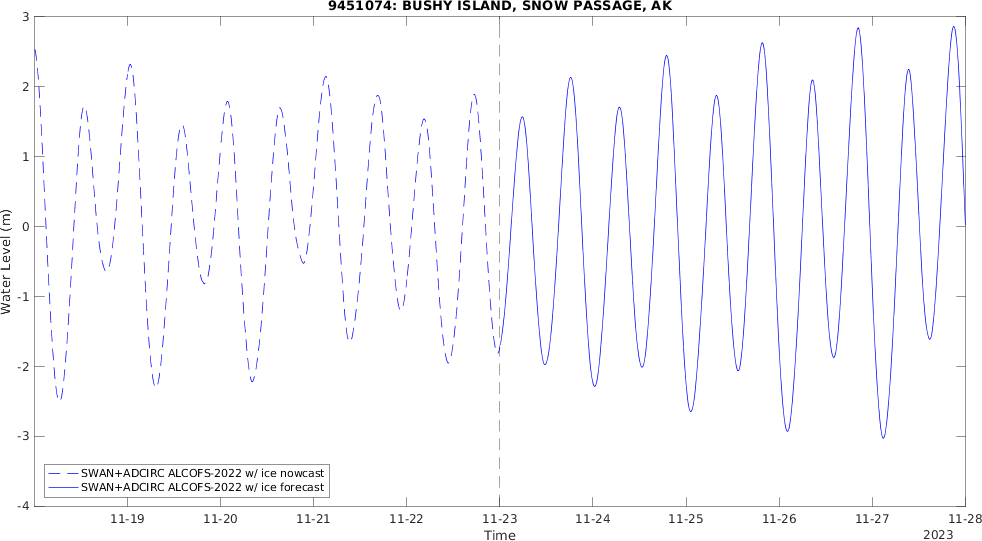 9451074: BUSHY ISLAND, SNOW PASSAGE, AK
3
2
1
0
-1
-2
-3
-4
Water Level (m)
SWAN+ADCIRC ALCOFS-2022 w/ ice nowcast
SWAN+ADCIRC ALCOFS-2022 w/ ice forecast
11-19 11-20 11-21 11-22 11-23 11-24 11-25 11-26 11-27 11-28
Time
2023